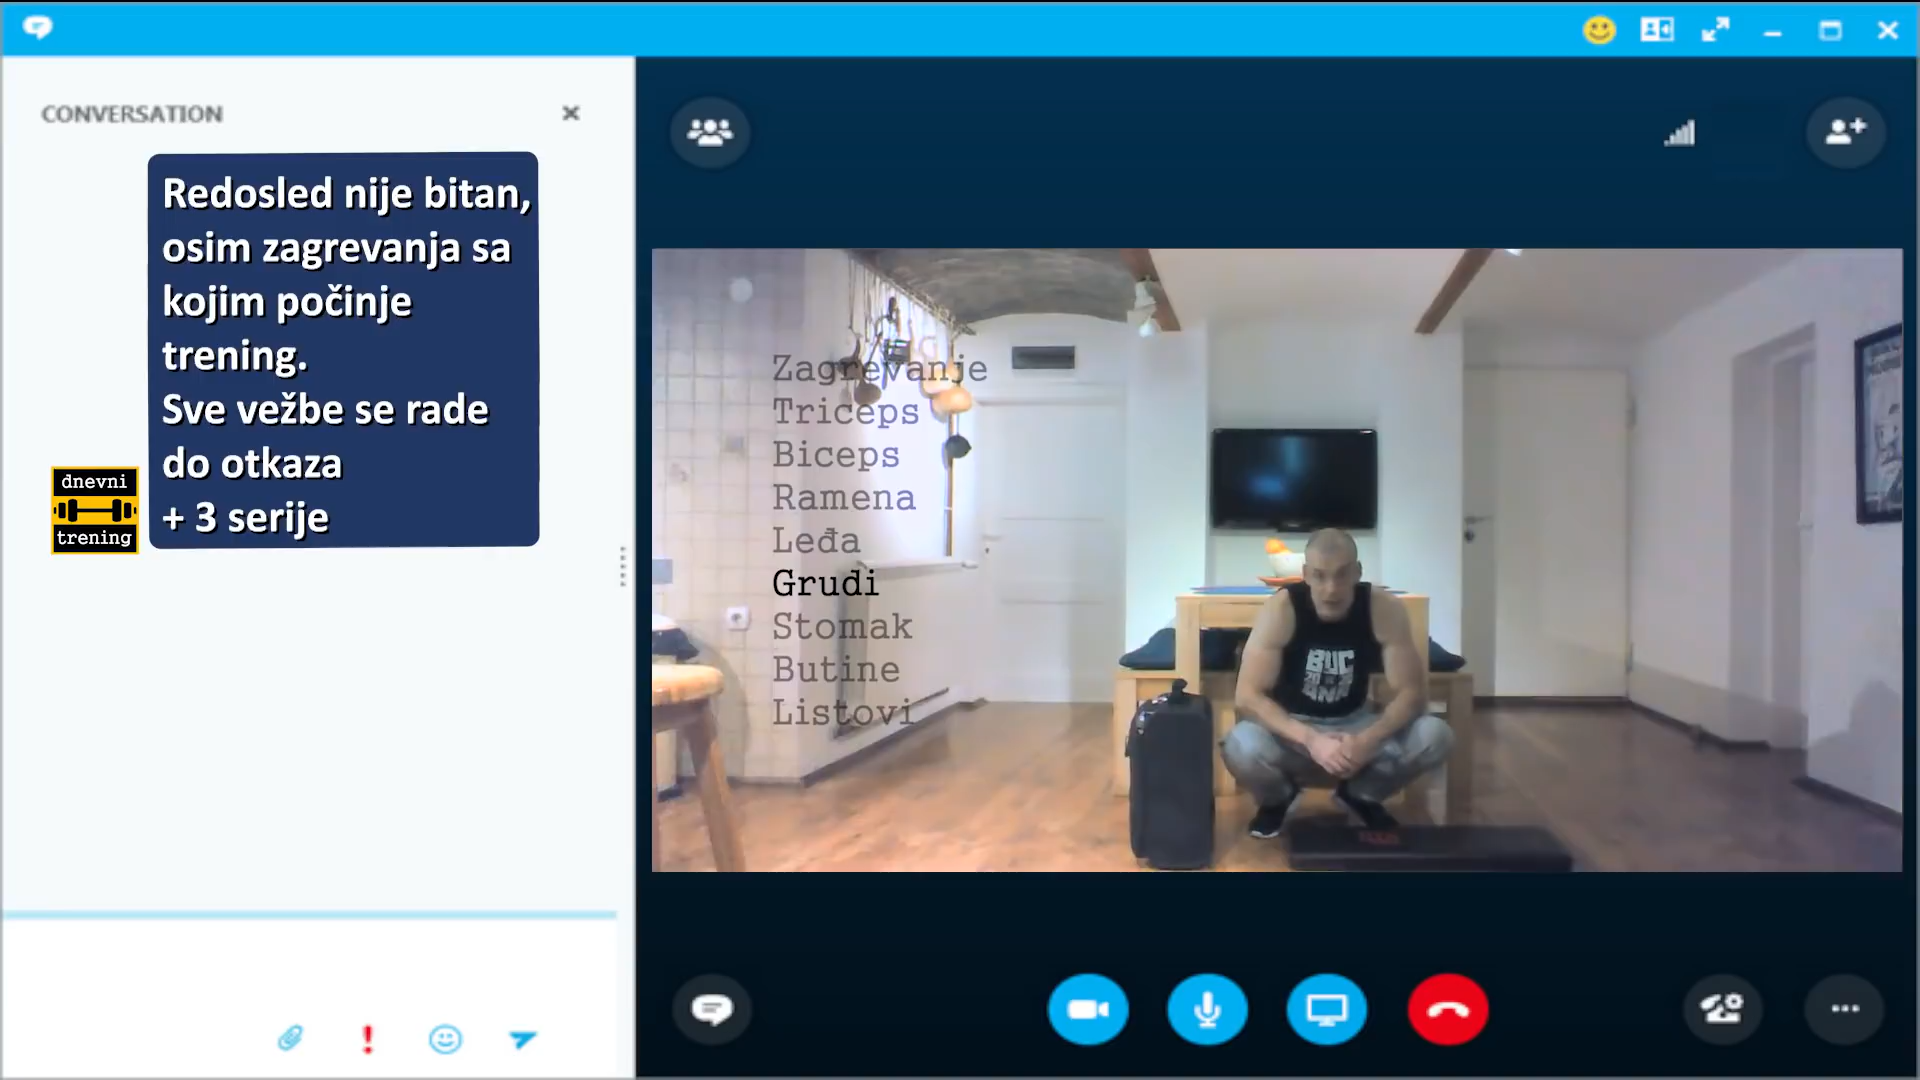 CONVERSATION
Redosled nije bitan,
osim zagrevanja sa
kojim počinje
trening.
Sve vežbe se rade
do otkaza
+ 3 serije
dnevni
trening
Zagrevanje
Triceps
Biceps
Ramena
Leđa
Grudi
Stomak
Butine
Listovi
BUC